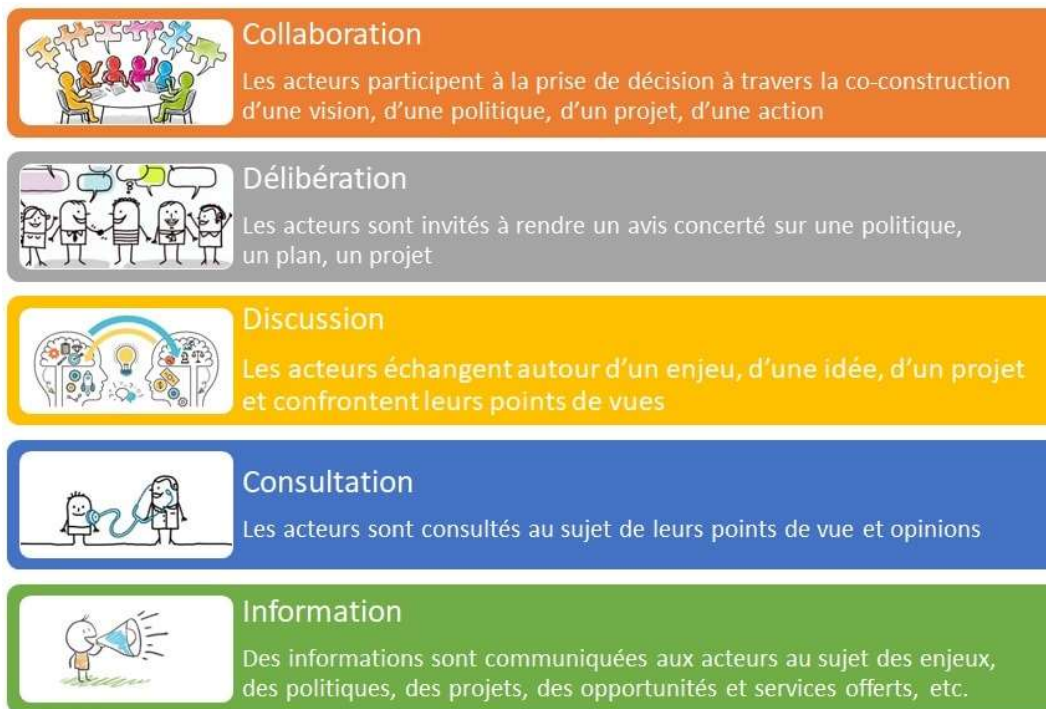 Collaboration
Les acteurs participent à la prise de décision à travers la co-construction
d'une vision, d'une politique, d'un projet, d'une action
Délibération
Les acteurs sont invités à rendre un avis concerté sur une politique,
un plan, un projet
Discussion
Les acteurs échangent autour d'un enjeu, d'une idée, d'un projet
et confrontent leurs points de vues
Consultation
Les acteurs sont consultés au sujet de leurs points de vue et opinions
Information
Des informations sont communiquées aux acteurs au sujet des enjeux,
des politiques, des projets, des opportunités et services offerts, etc.